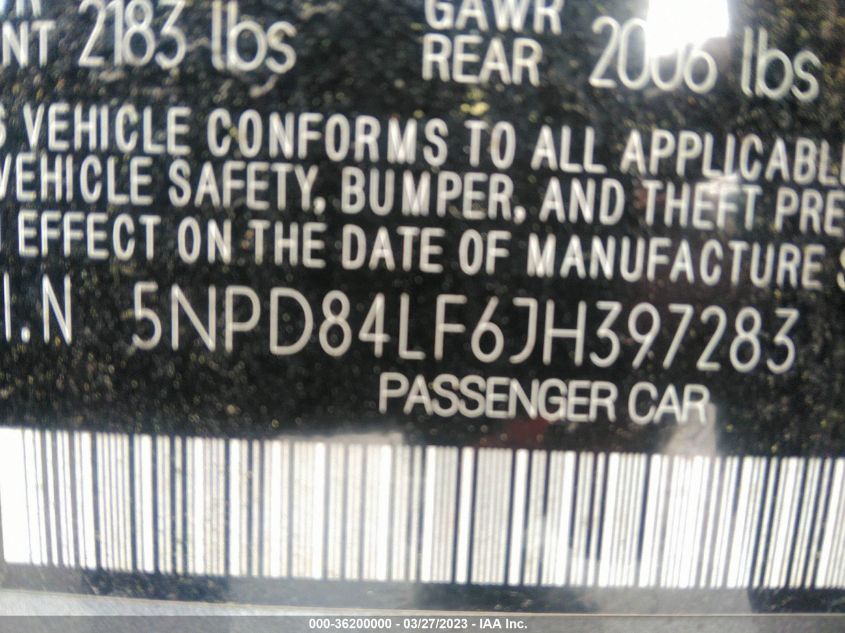 GAWR
NT 2183 lbs REAR 2006 lbs
VEHICLE CONFORMS TO ALL APPLICABL
VEHICLE SAFETY, BUMPER, AND THEFT PRE
EFFECT ON THE DATE OF MANUFACTURE S
I.N 5NPD84LF6JH397283
PASSENGER CAR
000-36200000 - 03/27/2023 - IAA Inc.